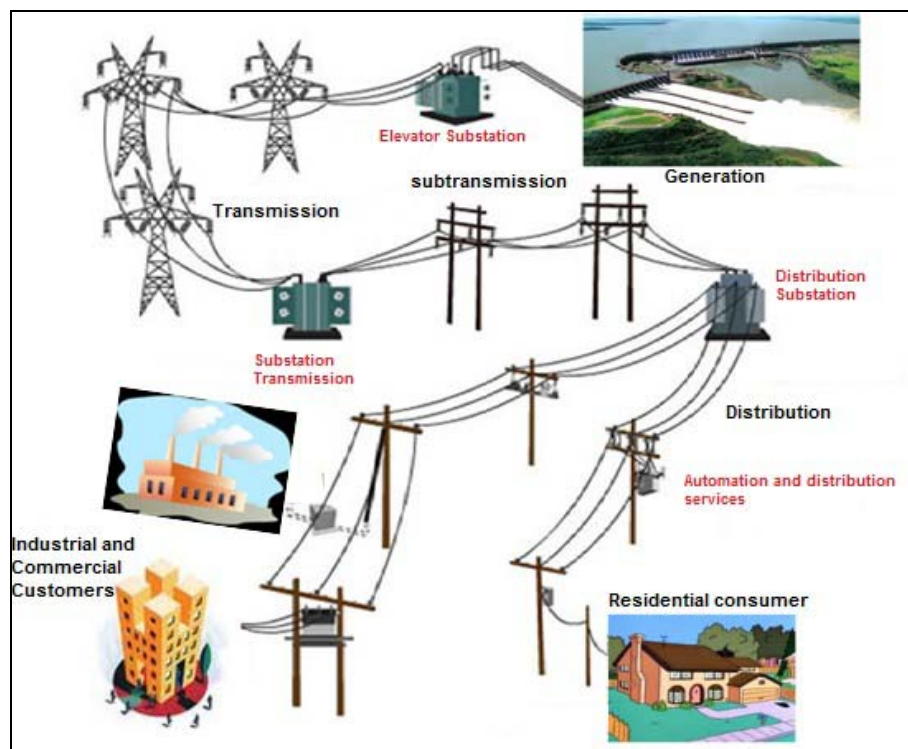 Elevator Substation
Generation
subtransmission
Transmission
Distribution
Substation
Substation
Transmission
Distribution
Automation and distribution
services
Industrial and
Commercial
Customers
Residential consumer